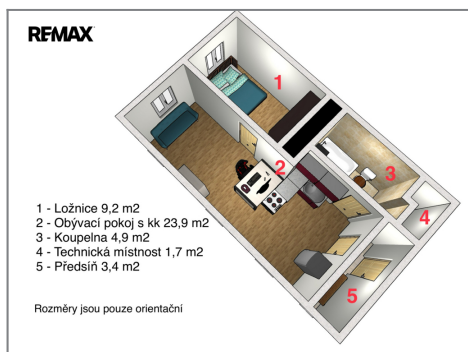 RE/MAX
1
2
3
4
5
1 - Ložnice 9,2 m2
2 - Obývací pokoj s kk 23,9 m2
3 - Koupelna 4,9 m2
4 - Technická místnost 1,7 m2
5 - Předsíň 3,4 m2
Rozměry jsou pouze orientační